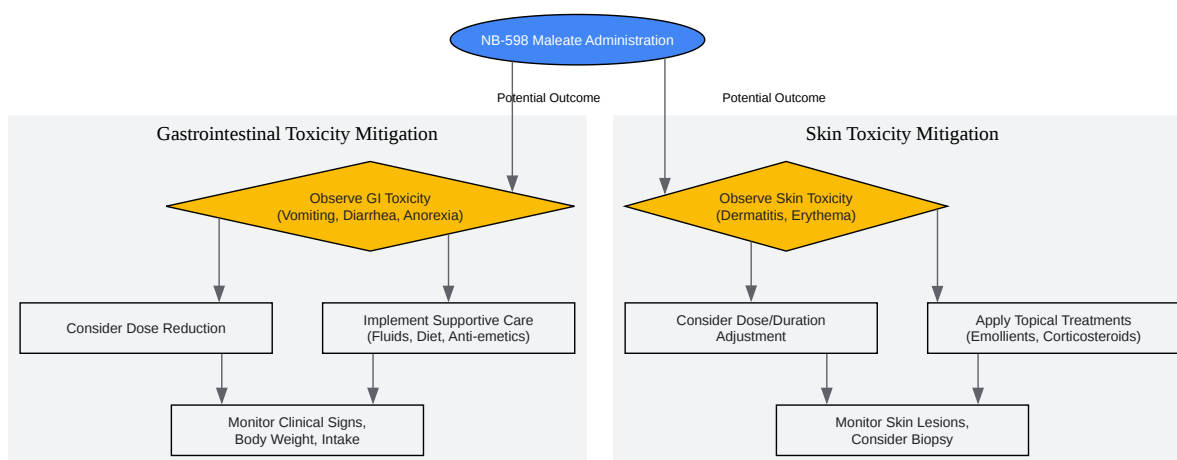 NB-598 Maleate Administration
Potential Outcome
Potential Outcome
Gastrointestinal Toxicity Mitigation
Skin Toxicity Mitigation
Observe GI Toxicity
(Vomiting, Diarrhea, Anorexia)
Observe Skin Toxicity
(Dermatitis, Erythema)
Consider Dose Reduction
Implement Supportive Care
(Fluids, Diet, Anti-emetics)
Consider Dose/Duration
Adjustment
Apply Topical Treatments
(Emollients, Corticosteroids)
Monitor Clinical Signs,
Body Weight, Intake
Monitor Skin Lesions,
Consider Biopsy